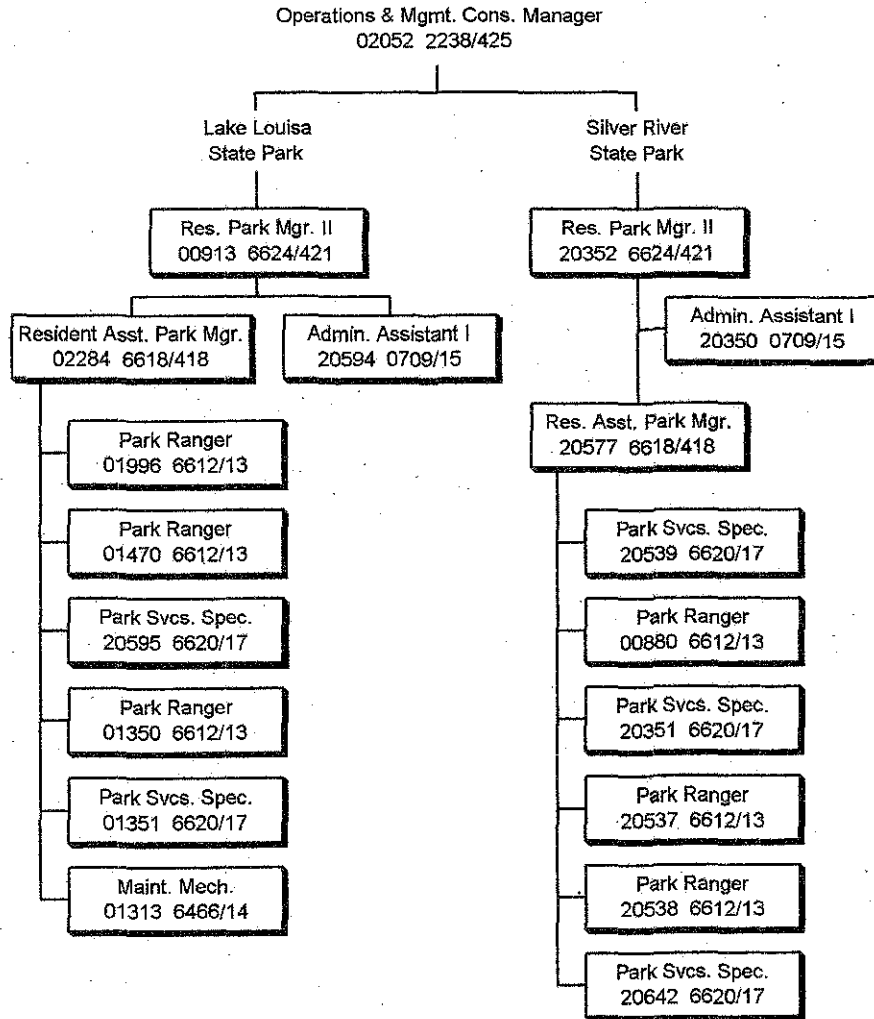 Operations & Mgmt. Cons. Manager
02052 2238/425
Lake Louisa
State Park
Res. Park Mgr. II
00913 6624/421
Resident Asst. Park Mgr.
02284 6618/418
Admin. Assistant I
20594 0709/15
Park Ranger
01996 6612/13
Park Ranger
01470 6612/13
Park Svcs. Spec.
20595 6620/17
Park Ranger
01350 6612/13
Park Svcs. Spec.
01351 6620/17
Maint. Mech.
01313 6466/14
Silver River
State Park
Res. Park Mgr. II
20352 6624/421
Admin. Assistant I
20350 0709/15
Res. Asst. Park Mgr.
20577 6618/418
Park Svcs. Spec.
20539 6620/17
Park Ranger
00880 6612/13
Park Svcs. Spec.
20351 6620/17
Park Ranger
20537 6612/13
Park Ranger
20538 6612/13
Park Svcs. Spec.
20642 6620/17